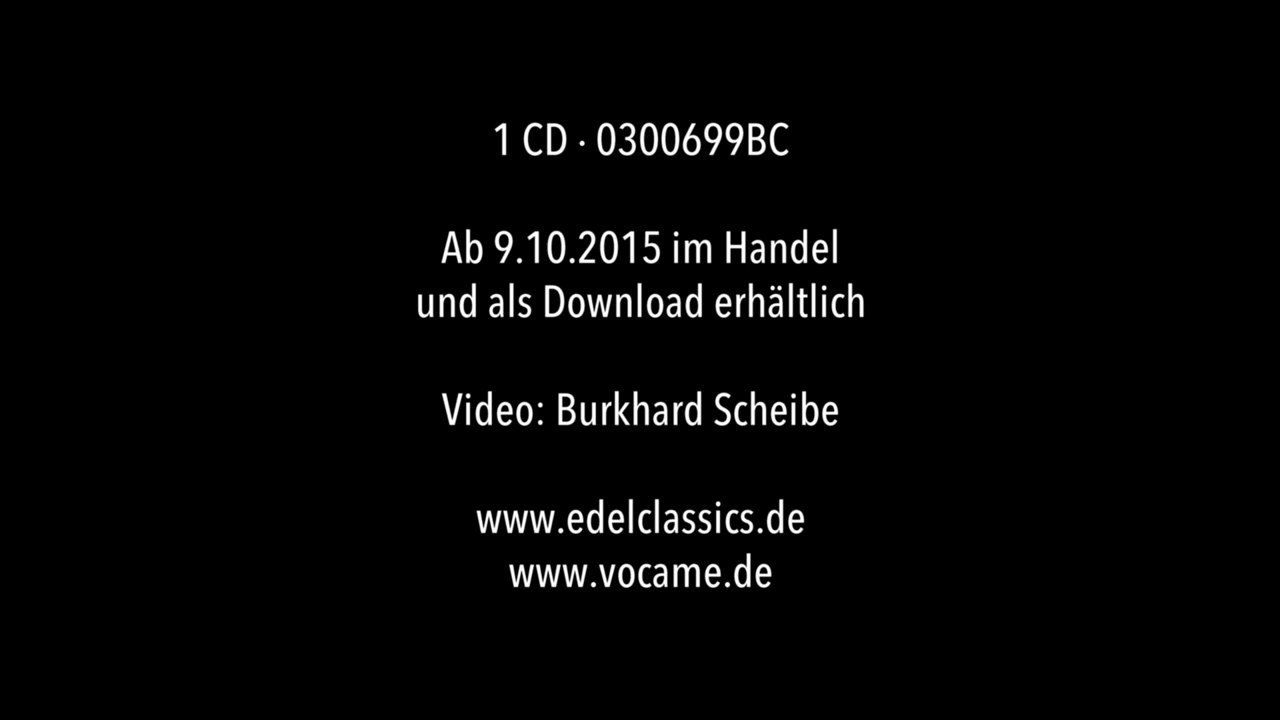 1 CD · 0300699BC
Ab 9.10.2015 im Handel
und als Download erhältlich
Video: Burkhard Scheibe
www.edelclassics.de
www.vocame.de